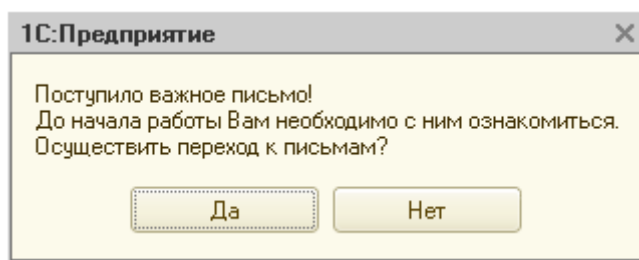 1С:Предприятие
Поступило важное письмо!
До начала работы Вам необходимо с ним ознакомиться.
Осуществить переход к письмам?
Да
Нет